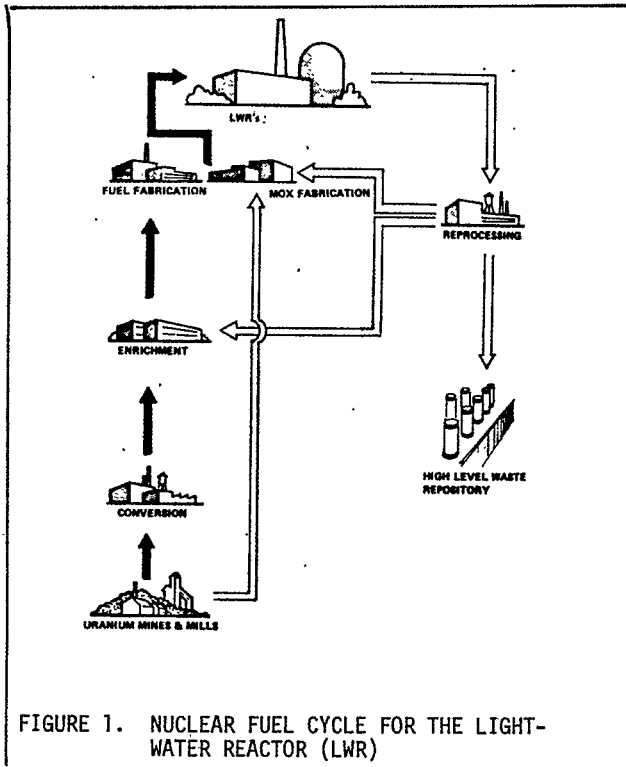 LWR's:
FUEL FABRICATION
MOX FABRICATION
REPROCESSING
ENRICHMENT
HIGH LEVEL WASTE
REPOSITORY
CONVERSION
URANIUM MINES & MILLS
FIGURE 1. NUCLEAR FUEL CYCLE FOR THE LIGHT-
WATER REACTOR (LWR)